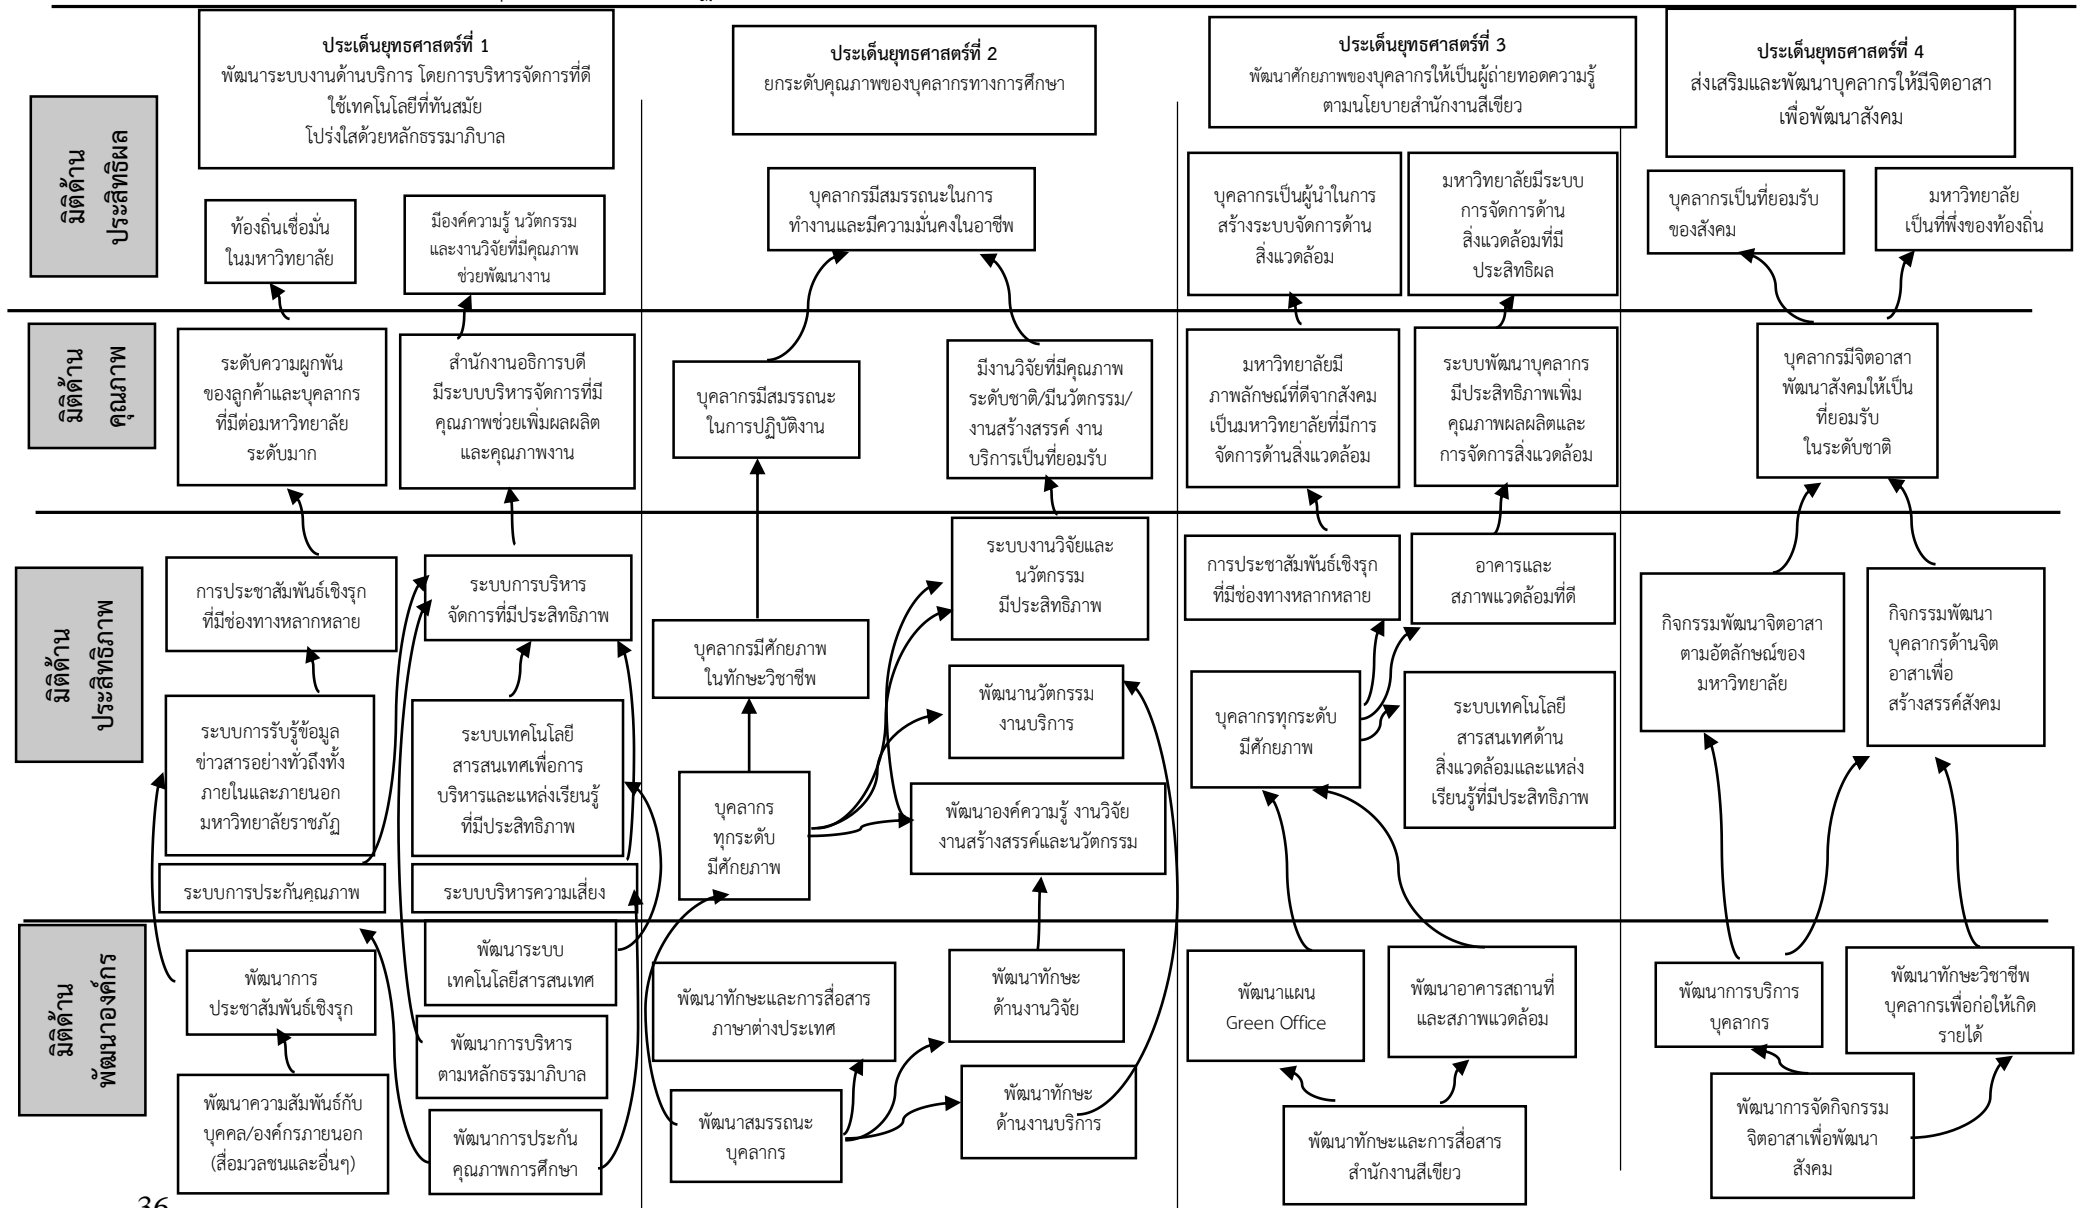 ประเด็นยุทธศาสตร์ที่ 1
พัฒนาระบบงานด้านบริการ โดยการบริหารจัดการที่ดี
ใช้เทคโนโลยีที่ทันสมัย
โปร่งใสด้วยหลักธรรมาภิบาล
ประเด็นยุทธศาสตร์ที่ 2
ยกระดับคุณภาพของบุคลากรทางการศึกษา
ประเด็นยุทธศาสตร์ที่ 3
พัฒนาศักยภาพของบุคลากรให้เป็นผู้ถ่ายทอดความรู้
ตามนโยบายสำนักงานสีเขียว
ประเด็นยุทธศาสตร์ที่ 4
ส่งเสริมและพัฒนาบุคลากรให้มีจิตอาสา
เพื่อพัฒนาสังคม
มิติด้าน
ประสิทธิผล
ท้องถิ่นเชื่อมั่น
ในมหาวิทยาลัย
มีองค์ความรู้ นวัตกรรม
และงานวิจัยที่มีคุณภาพ
ช่วยพัฒนางาน
บุคลากรมีสมรรถนะในการ
ทำงานและมีความมั่นคงในอาชีพ
บุคลากรเป็นผู้นำในการ
สร้างระบบจัดการด้าน
สิ่งแวดล้อม
มหาวิทยาลัยมีระบบ
การจัดการด้าน
สิ่งแวดล้อมที่มี
ประสิทธิผล
บุคลากรเป็นที่ยอมรับ
ของสังคม
มหาวิทยาลัย
เป็นที่พึ่งของท้องถิ่น
มิติด้าน
คุณภาพ
ระดับความผูกพัน
ของลูกค้าและบุคลากร
ที่มีต่อมหาวิทยาลัย
ระดับมาก
สำนักงานอธิการบดี
มีระบบบริหารจัดการที่มี
คุณภาพช่วยเพิ่มผลผลิต
และคุณภาพงาน
บุคลากรมีสมรรถนะ
ในการปฏิบัติงาน
มีงานวิจัยที่มีคุณภาพ
ระดับชาติ/มีนวัตกรรม/
งานสร้างสรรค์ งาน
บริการเป็นที่ยอมรับ
มหาวิทยาลัยมี
ภาพลักษณ์ที่ดีจากสังคม
เป็นมหาวิทยาลัยที่มีการ
จัดการด้านสิ่งแวดล้อม
ระบบพัฒนาบุคลากร
มีประสิทธิภาพเพิ่ม
คุณภาพผลผลิตและ
การจัดการสิ่งแวดล้อม
บุคลากรมีจิตอาสา
พัฒนาสังคมให้เป็น
ที่ยอมรับ
ในระดับชาติ
มิติด้าน
ประสิทธิภาพ
การประชาสัมพันธ์เชิงรุก
ที่มีช่องทางหลากหลาย
ระบบการบริหาร
จัดการที่มีประสิทธิภาพ
บุคลากรมีศักยภาพ
ในทักษะวิชาชีพ
ระบบงานวิจัยและ
นวัตกรรม
มีประสิทธิภาพ
การประชาสัมพันธ์เชิงรุก
ที่มีช่องทางหลากหลาย
อาคารและ
สภาพแวดล้อมที่ดี
กิจกรรมพัฒนาจิตอาสา
ตามอัตลักษณ์ของ
มหาวิทยาลัย
กิจกรรมพัฒนา
บุคลากรด้านจิต
อาสาเพื่อ
สร้างสรรค์สังคม
ระบบการรับรู้ข้อมูล
ข่าวสารอย่างทั่วถึงทั้ง
ภายในและภายนอก
มหาวิทยาลัยราชภัฏ
ระบบเทคโนโลยี
สารสนเทศเพื่อการ
บริหารและแหล่งเรียนรู้
ที่มีประสิทธิภาพ
พัฒนานวัตกรรม
งานบริการ
บุคลากรทุกระดับ
มีศักยภาพ
ระบบเทคโนโลยี
สารสนเทศด้าน
สิ่งแวดล้อมและแหล่ง
เรียนรู้ที่มีประสิทธิภาพ
บุคลากร
ทุกระดับ
มีศักยภาพ
พัฒนาองค์ความรู้ งานวิจัย
งานสร้างสรรค์และนวัตกรรม
ระบบการประกันคุณภาพ
ระบบบริหารความเสี่ยง
มิติด้าน
พัฒนาองค์กร
พัฒนาการ
ประชาสัมพันธ์เชิงรุก
พัฒนาระบบ
เทคโนโลยีสารสนเทศ
พัฒนาทักษะและการสื่อสาร
ภาษาต่างประเทศ
พัฒนาทักษะ
ด้านงานวิจัย
พัฒนาแผน
Green Office
พัฒนาอาคารสถานที่
และสภาพแวดล้อม
พัฒนาการบริการ
บุคลากร
พัฒนาทักษะวิชาชีพ
บุคลากรเพื่อก่อให้เกิด
รายได้
พัฒนาการบริหาร
ตามหลักธรรมาภิบาล
พัฒนาความสัมพันธ์กับ
บุคคล/องค์กรภายนอก
(สื่อมวลชนและอื่นๆ)
พัฒนาการประกัน
คุณภาพการศึกษา
พัฒนาสมรรถนะ
บุคลากร
พัฒนาทักษะ
ด้านงานบริการ
พัฒนาทักษะและการสื่อสาร
สำนักงานสีเขียว
พัฒนาการจัดกิจกรรม
จิตอาสาเพื่อพัฒนา
สังคม
36